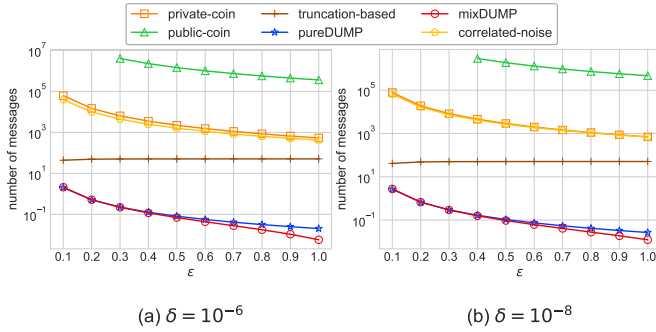 private-coin truncation-based mixDUMP
public-coin pureDUMP correlated-noise
number of messages
10^7
10^5
10^3
10^1
10^{-1}
0.1 0.2 0.3 0.4 0.5 0.6 0.7 0.8 0.9 1.0
ε
(a) δ = 10^{-6}
number of messages
10^5
10^3
10^1
10^{-1}
0.1 0.2 0.3 0.4 0.5 0.6 0.7 0.8 0.9 1.0
ε
(b) δ = 10^{-8}